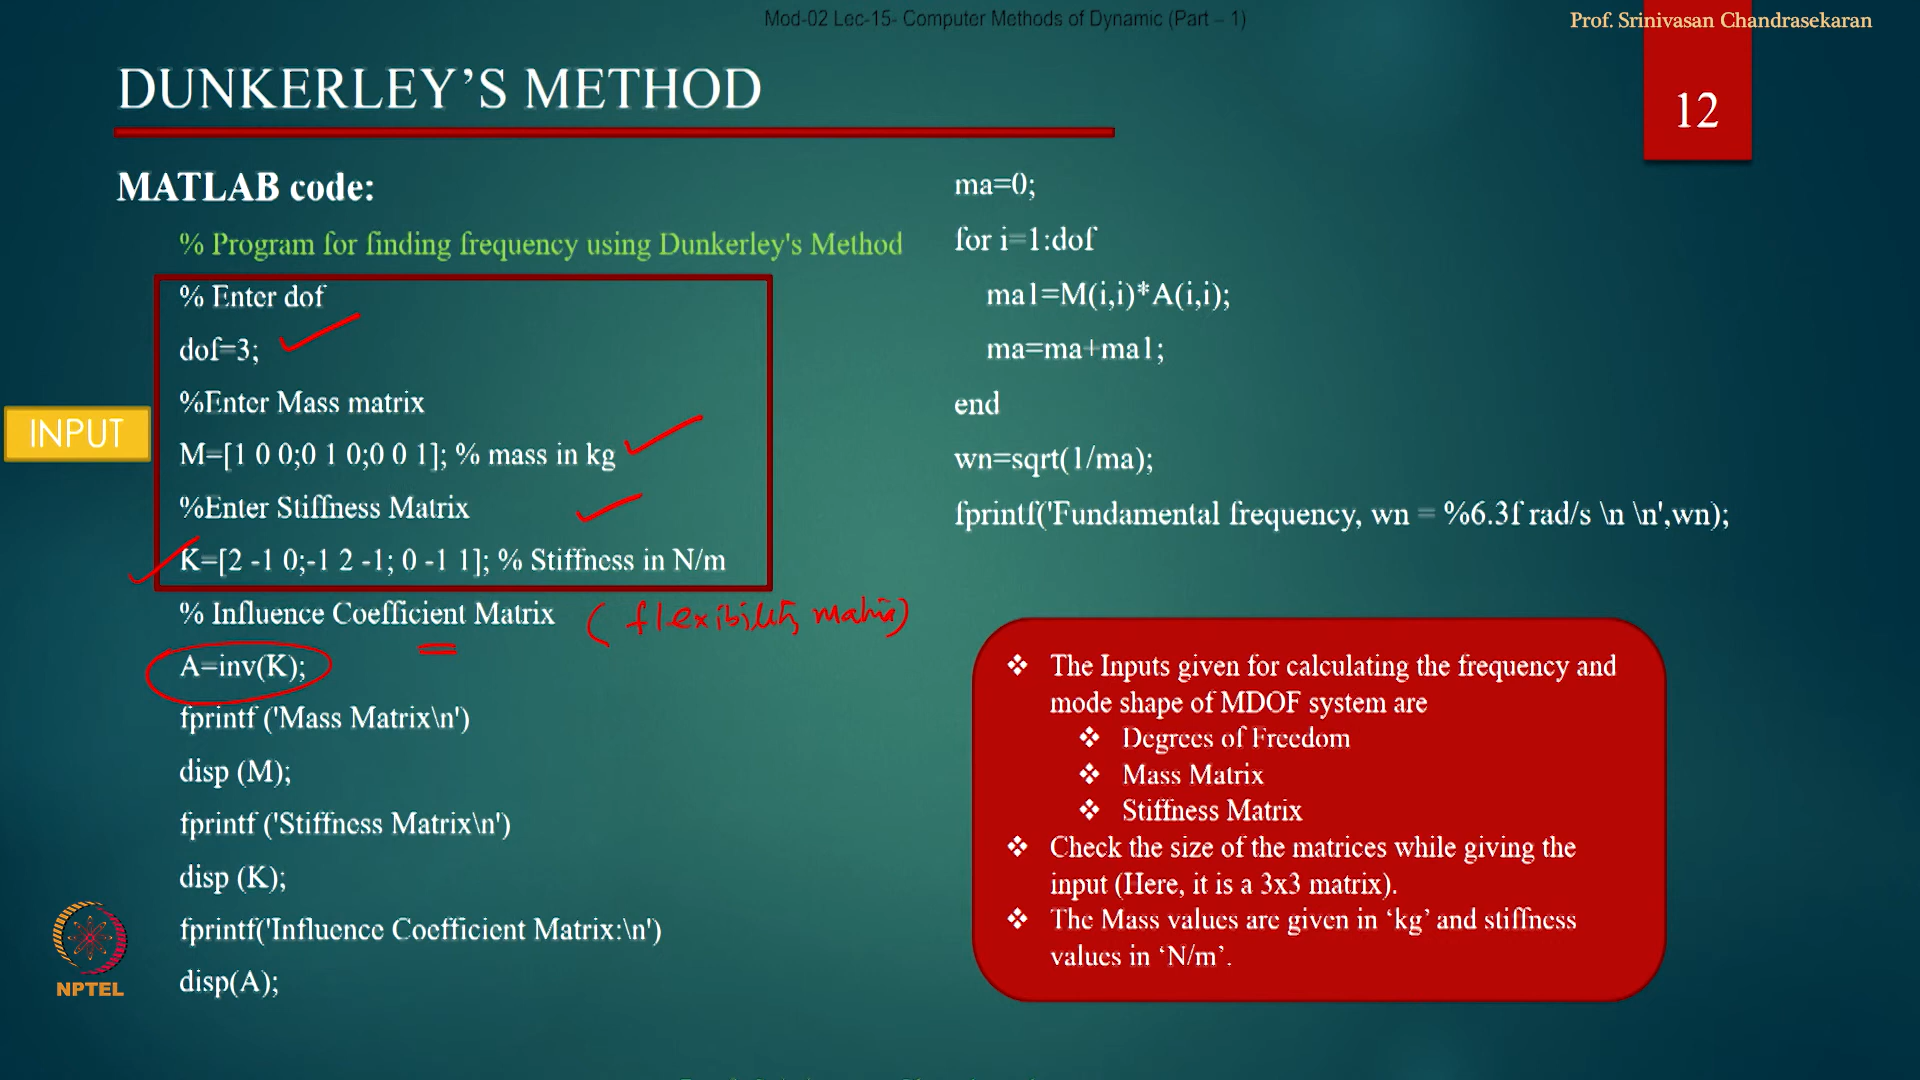 Mod-02 Lec-15- Computer Methods of Dynamic (Part – 1)
Prof. Srinivasan Chandrasekaran
DUNKERLEY’S METHOD
12
MATLAB code:
% Program for finding frequency using Dunkerley's Method
% Enter dof
dof=3;
%Enter Mass matrix
INPUT
M=[1 0 0;0 1 0;0 0 1]; % mass in kg
%Enter Stiffness Matrix
K=[2 -1 0;-1 2 -1; 0 -1 1]; % Stiffness in N/m
% Influence Coefficient Matrix (flexibility matrix)
A=inv(K);
fprintf ('Mass Matrix\n')
disp (M);
fprintf ('Stiffness Matrix\n')
disp (K);
fprintf('Influence Coefficient Matrix:\n')
disp(A);
ma=0;
for i=1:dof
ma1=M(i,i)*A(i,i);
ma=ma+ma1;
end
wn=sqrt(1/ma);
fprintf('Fundamental frequency, wn = %6.3f rad/s \n \n',wn);
❖ The Inputs given for calculating the frequency and
mode shape of MDOF system are
❖ Degrees of Freedom
❖ Mass Matrix
❖ Stiffness Matrix
❖ Check the size of the matrices while giving the
input (Here, it is a 3x3 matrix).
❖ The Mass values are given in ‘kg’ and stiffness
values in ‘N/m’.
NPTEL